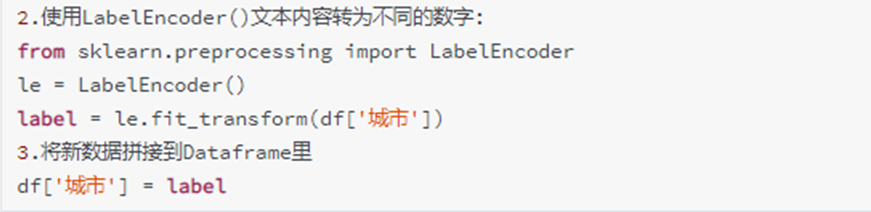 2.使用LabelEncoder()文本内容转为不同的数字:
from sklearn.preprocessing import LabelEncoder
le = LabelEncoder()
label = le.fit_transform(df['城市'])
3.将新数据拼接到Dataframe里
df['城市'] = label